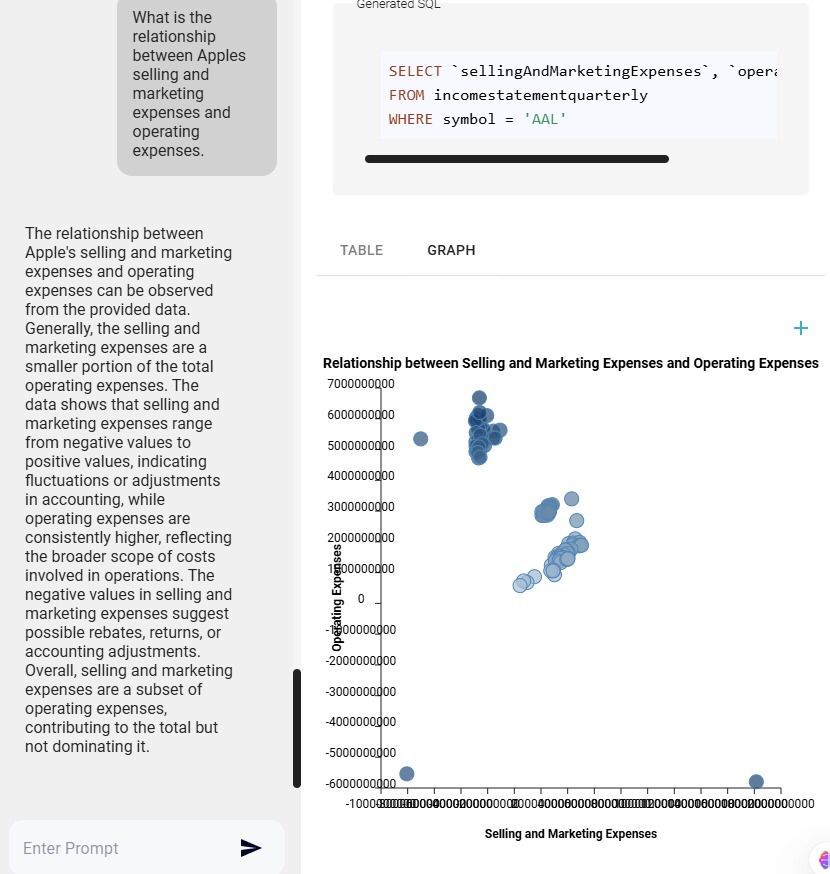 What is the
relationship
between Apples
selling and
marketing
expenses and
operating
expenses.
The relationship between
Apple's selling and marketing
expenses and operating
expenses can be observed
from the provided data.
Generally, the selling and
marketing expenses are a
smaller portion of the total
operating expenses. The
data shows that selling and
marketing expenses range
from negative values to
positive values, indicating
fluctuations or adjustments
in accounting, while
operating expenses are
consistently higher, reflecting
the broader scope of costs
involved in operations. The
negative values in selling and
marketing expenses suggest
possible rebates, returns, or
accounting adjustments.
Overall, selling and marketing
expenses are a subset of
operating expenses,
contributing to the total but
not dominating it.
Enter Prompt
Generated SQL
SELECT `sellingAndMarketingExpenses`, `opera
FROM incomestatementquarterly
WHERE symbol = 'AAL'
TABLE GRAPH
+
Relationship between Selling and Marketing Expenses and Operating Expenses
7000000000
6000000000
5000000000
4000000000
3000000000
2000000000
1000000000
0
-1000000000
-2000000000
-3000000000
-4000000000
-5000000000
-6000000000
Operating Expenses
Selling and Marketing Expenses